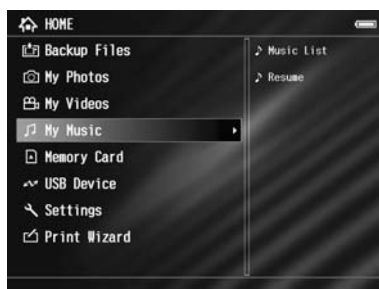 HOME
Backup Files
My Photos
My Videos
My Music
Memory Card
USB Device
Settings
Print Wizard
Music List
Resume